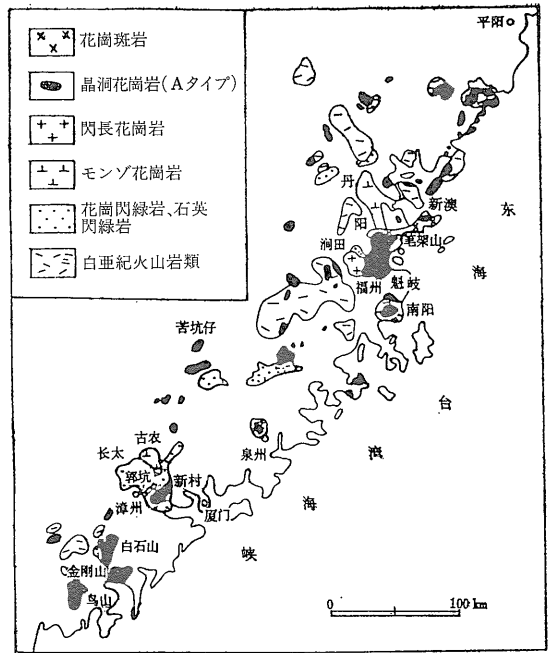 花崗斑岩
晶洞花崗岩(Aタイプ)
閃長花崗岩
モンゾ花崗岩
花崗閃緑岩、石英
閃緑岩
白亜紀火山岩類
平阳
丹
阳
新澳
笔架山
东
海
涧田
福州
魁岐
南阳
苦坑仔
台
湾
海
峡
古农
长太
郭坑
新村
漳州
厦门
泉州
白石山
金刚山
乌山
0
100 km